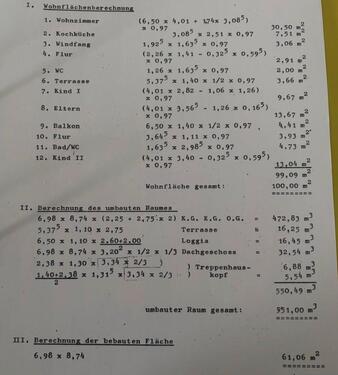 I. Wohnflächenberechnung
1. Wohnzimmer (6,50 x 4,01 + 1,74x 3,08⁵)
x 0,97 30,50 m²
2. Kochküche 3,08⁵ x 2,51 x 0,97 7,51 m²
3. Windfang 1,92⁵ x 1,63⁵ x 0,97 3,06 m²
4. Flur (2,26 x 1,41 - 0,32⁵ x 0,59⁵)
x 0,97 2,91 m²
5. WC 1,26 x 1,63⁵ x 0,97 2,00 m²
6. Terrasse 5,37⁵ x 1,40 x 1/2 x 0,97 3,66 m²
7. Kind I (4,01 x 2,82 - 1,06 x 1,26)
x 0,97 9,67 m²
8. Eltern (4,01 x 3,56⁵ - 1,26 x 0,16⁵)
x 0,97 13,67 m²
9. Balkon 6,50 x 1,40 x 1/2 x 0,97 4,41 m²
10. Flur 3,64⁵ x 1,11 x 0,97 3,93 m²
11. Bad/WC 1,63⁵ x 2,98⁵ x 0,97 4,73 m²
12. Kind II (4,01 x 3,40 - 0,32⁵ x 0,59⁵)
x 0,97 13,04 m²
99,09 m²
Wohnfläche gesamt: 100,00 m²
=========
II. Berechnung des umbauten Raumes
6,98 x 8,74 x (2,25 + 2,75 x 2) K.G. E.G. O.G. = 472,83 m³
5,37⁵ x 1,10 x 2,75 Terrasse = 16,25 m³
6,50 x 1,10 x 2,60+2,00 Loggia = 16,45 m³
6,98 x 8,74 x 3,20² x 1/2 x 1/3 Dachgeschoss = 32,54 m³
2,38 x 1,30 x 3,34 x 2/3 ) Treppenhaus- 6,88 m³
1,40+2,38 x 1,31⁵ x 3,34 x 2/3 ) kopf = 5,54 m³
2
550,49 m³
umbauter Raum gesamt: 551,00 m³
=========
III. Berechnung der bebauten Fläche
6,98 x 8,74 61,06 m²
========